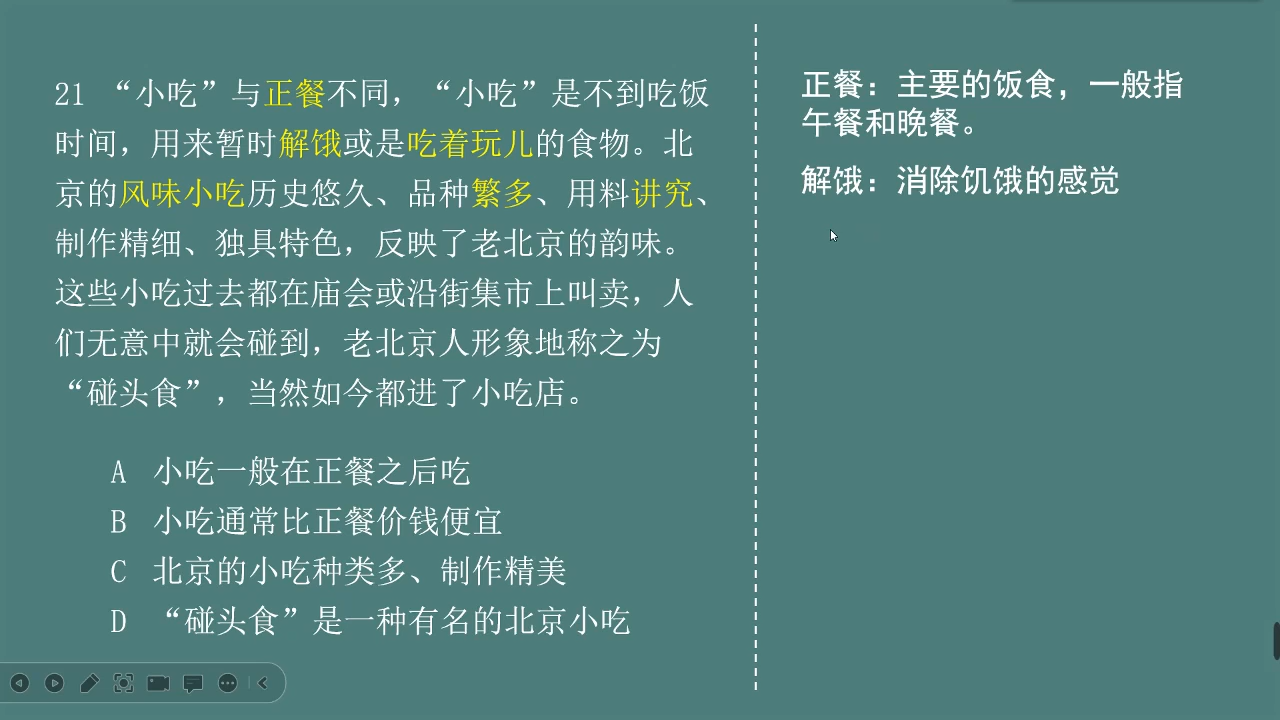 21 “小吃”与正餐不同，“小吃”是不到吃饭
时间，用来暂时解饿或是吃着玩儿的食物。北
京的风味小吃历史悠久、品种繁多、用料讲究、
制作精细、独具特色，反映了老北京的韵味。
这些小吃过去都在庙会或沿街集市上叫卖，人
们无意中就会碰到，老北京人形象地称之为
“碰头食”，当然如今都进了小吃店。
A 小吃一般在正餐之后吃
B 小吃通常比正餐价钱便宜
C 北京的小吃种类多、制作精美
D “碰头食”是一种有名的北京小吃
正餐：主要的饭食，一般指
午餐和晚餐。
解饿：消除饥饿的感觉